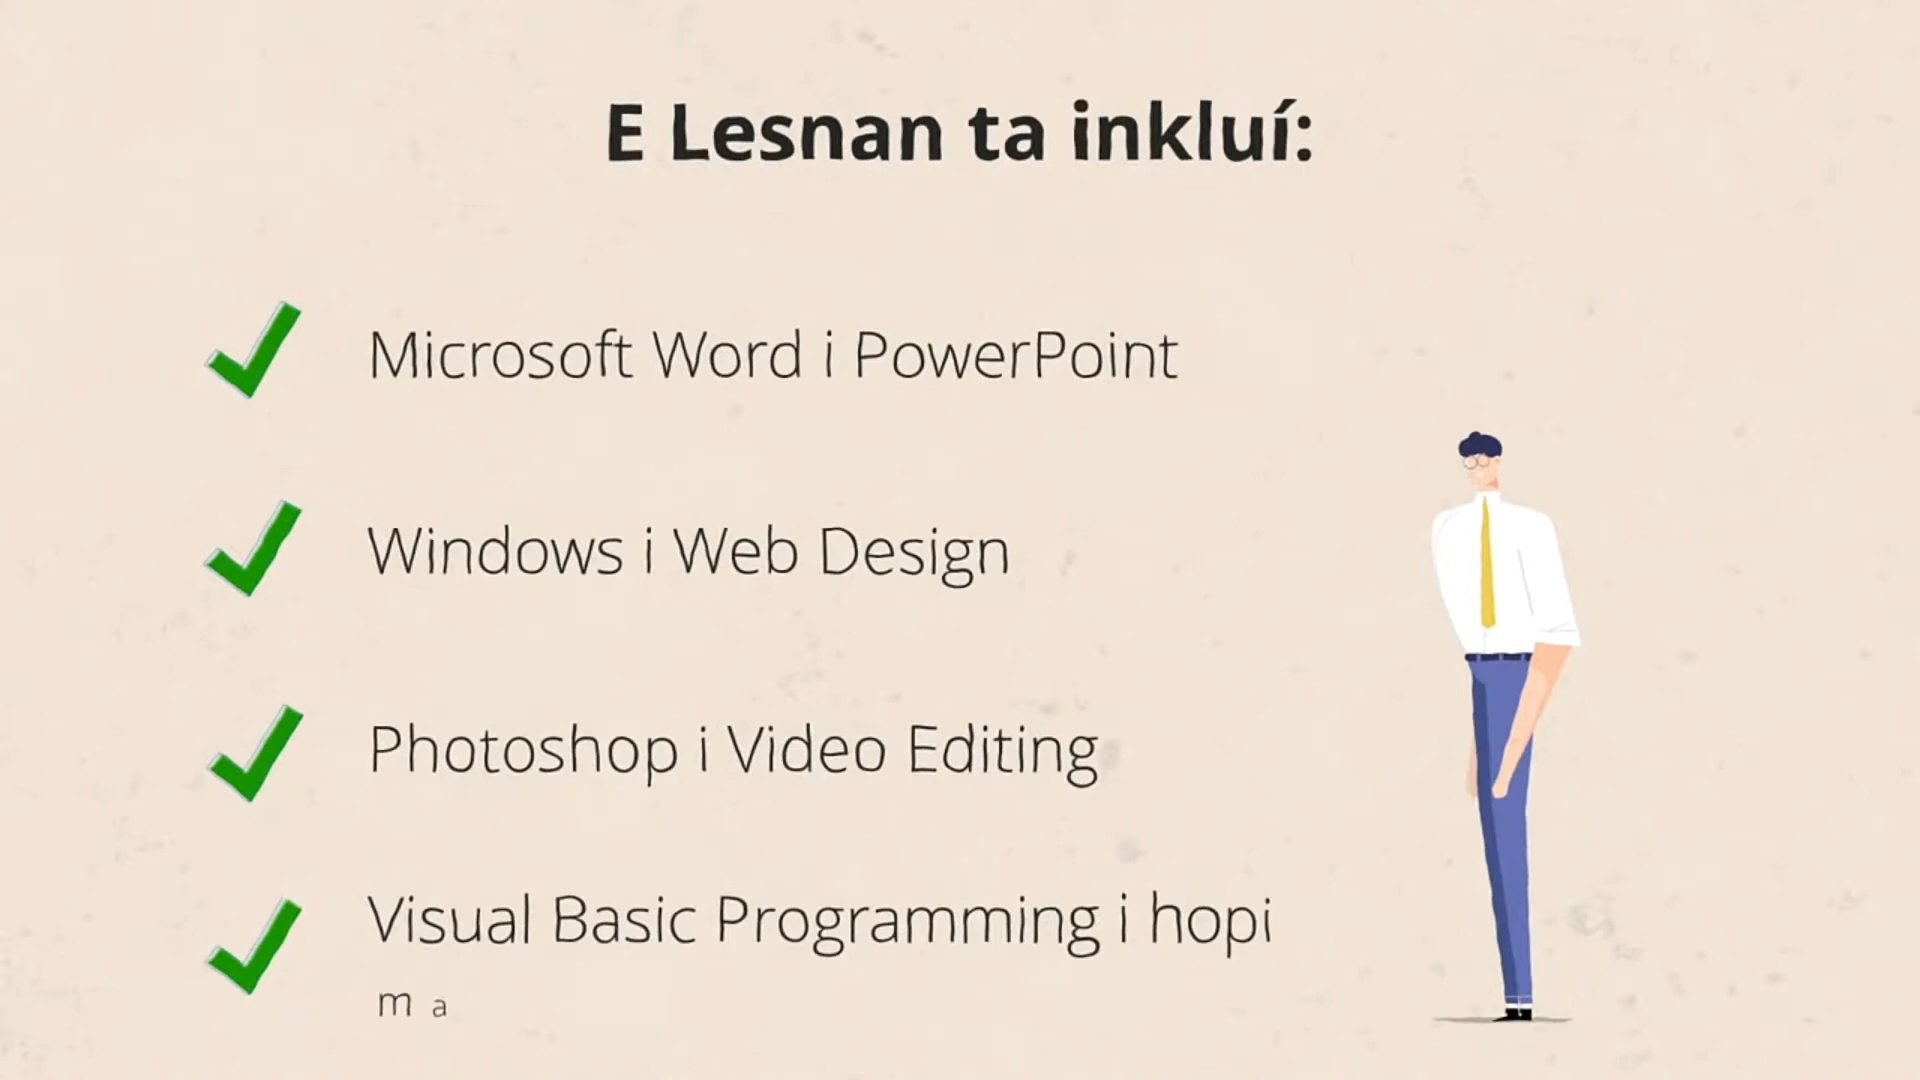 E Lesnan ta inkluí:
Microsoft Word i PowerPoint
Windows i Web Design
Photoshop i Video Editing
Visual Basic Programming i hopi
m a